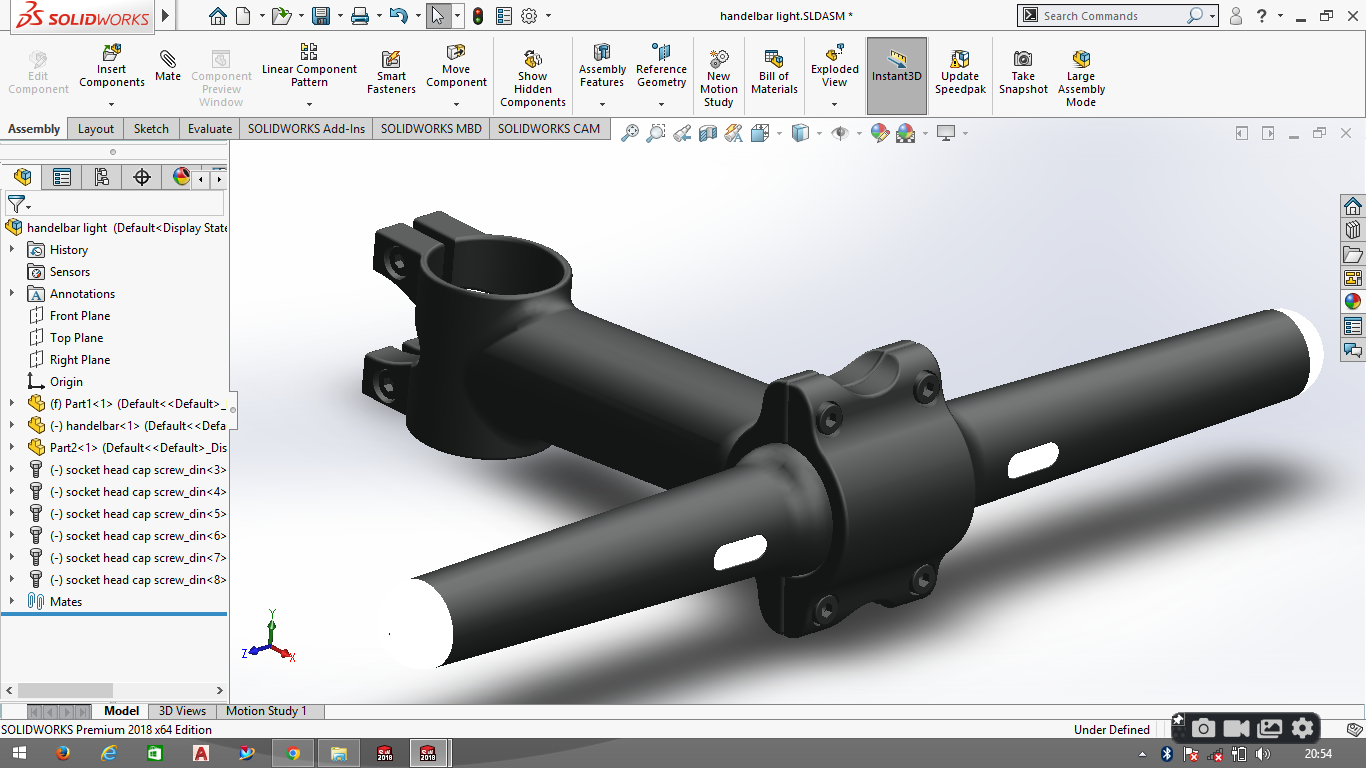 SOLIDWORKS
handelbar light.SLDASM *
Search Commands
Edit Component
Insert Components
Mate
Component Preview Window
Linear Component Pattern
Smart Fasteners
Move Component
Show Hidden Components
Assembly Features
Reference Geometry
New Motion Study
Bill of Materials
Exploded View
Instant3D
Update Speedpak
Take Snapshot
Large Assembly Mode
Assembly Layout Sketch Evaluate SOLIDWORKS Add-Ins SOLIDWORKS MBD SOLIDWORKS CAM
handelbar light (Default<Display State
History
Sensors
Annotations
Front Plane
Top Plane
Right Plane
Origin
(f) Part1<1> (Default<<Default>_
(-) handelbar<1> (Default<<Defa
Part2<1> (Default<<Default>_Dis
(-) socket head cap screw_din<3>
(-) socket head cap screw_din<4>
(-) socket head cap screw_din<5>
(-) socket head cap screw_din<6>
(-) socket head cap screw_din<7>
(-) socket head cap screw_din<8>
Mates
Y
Z
X
Model 3D Views Motion Study 1
SOLIDWORKS Premium 2018 x64 Edition
Under Defined
SW 2018
SW 2018
20:54